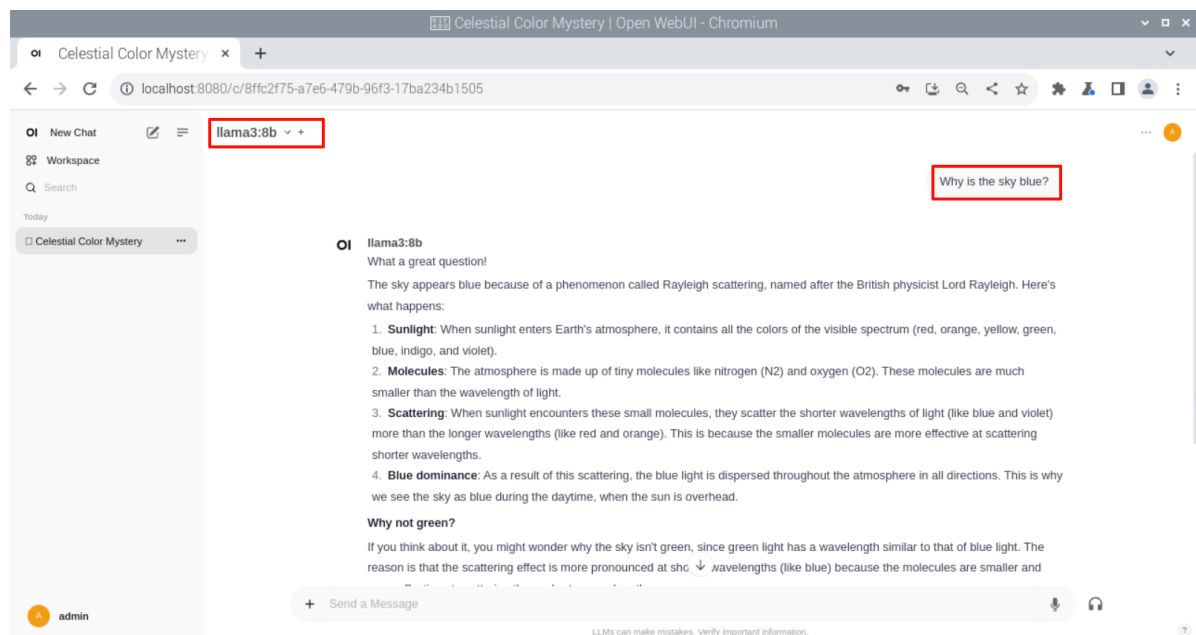 Celestial Color Mystery | Open WebUI - Chromium
OI Celestial Color Mystery
localhost:8080/c/8ffc2f75-a7e6-479b-96f3-17ba234b1505
OI New Chat
llama3:8b
A
Workspace
Search
Why is the sky blue?
Today
Celestial Color Mystery
OI llama3:8b
What a great question!
The sky appears blue because of a phenomenon called Rayleigh scattering, named after the British physicist Lord Rayleigh. Here's
what happens:
1. Sunlight: When sunlight enters Earth's atmosphere, it contains all the colors of the visible spectrum (red, orange, yellow, green,
blue, indigo, and violet).
2. Molecules: The atmosphere is made up of tiny molecules like nitrogen (N2) and oxygen (O2). These molecules are much
smaller than the wavelength of light.
3. Scattering: When sunlight encounters these small molecules, they scatter the shorter wavelengths of light (like blue and violet)
more than the longer wavelengths (like red and orange). This is because the smaller molecules are more effective at scattering
shorter wavelengths.
4. Blue dominance: As a result of this scattering, the blue light is dispersed throughout the atmosphere in all directions. This is why
we see the sky as blue during the daytime, when the sun is overhead.
Why not green?
If you think about it, you might wonder why the sky isn't green, since green light has a wavelength similar to that of blue light. The
reason is that the scattering effect is more pronounced at wavelengths (like blue) because the molecules are smaller and
Send a Message
A admin
LLMs can make mistakes. Verify important information.
?